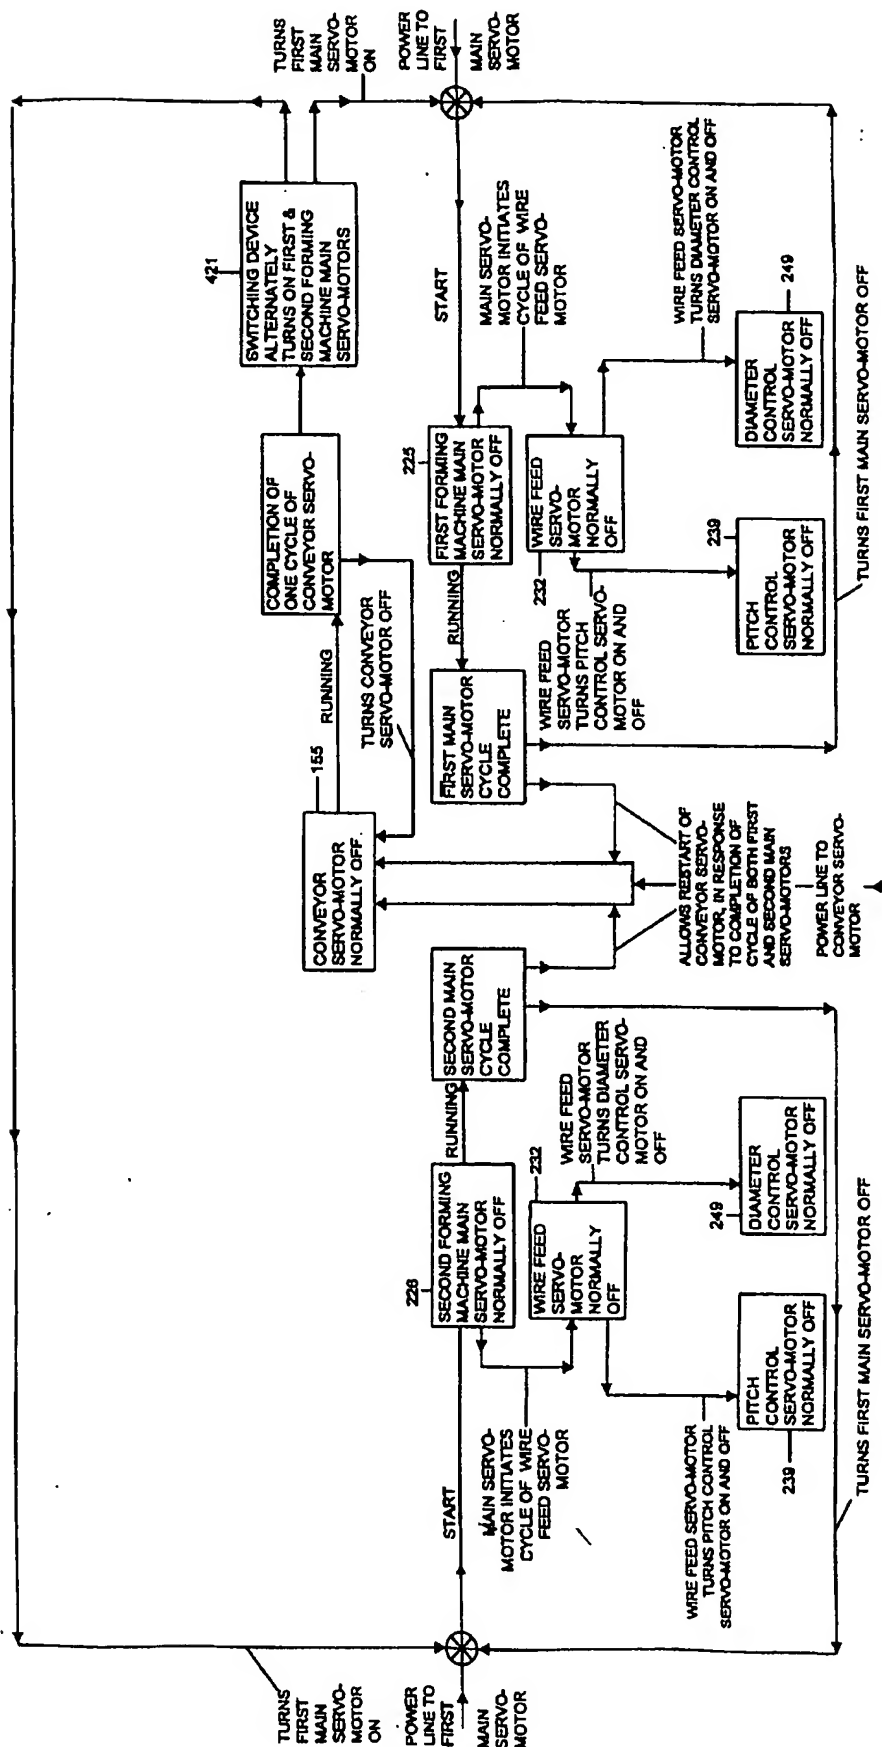 TURNS
FIRST
MAIN
SERVO-
MOTOR
ON
POWER
LINE TO
FIRST
MAIN
SERVO-
MOTOR
START
226
SECOND FORMING
MACHINE MAIN
SERVO-MOTOR
NORMALLY OFF
RUNNING
SECOND MAIN
SERVO-MOTOR
CYCLE
COMPLETE
MAIN SERVO-
MOTOR INITIATES
CYCLE OF WIRE
FEED SERVO-
MOTOR
232
WIRE FEED
SERVO-
MOTOR
NORMALLY
OFF
WIRE FEED
SERVO-MOTOR
TURNS DIAMETER
CONTROL SERVO-
MOTOR ON AND
OFF
WIRE FEED SERVO-MOTOR
TURNS PITCH CONTROL
SERVO-MOTOR ON AND OFF
239
PITCH
CONTROL
SERVO-MOTOR
NORMALLY OFF
249
DIAMETER
CONTROL
SERVO-MOTOR
NORMALLY OFF
TURNS FIRST MAIN SERVO-MOTOR OFF
155
CONVEYOR
SERVO-MOTOR
NORMALLY OFF
RUNNING
TURNS CONVEYOR
SERVO-MOTOR OFF
COMPLETION OF
ONE CYCLE OF
CONVEYOR SERVO-
MOTOR
421
SWITCHING DEVICE
ALTERNATELY
TURNS ON FIRST &
SECOND FORMING
MACHINE MAIN
SERVO-MOTORS
TURNS
FIRST
MAIN
SERVO-
MOTOR
ON
POWER
LINE TO
FIRST
MAIN
SERVO-
MOTOR
START
FIRST MAIN
SERVO-MOTOR
CYCLE
COMPLETE
RUNNING
225
FIRST FORMING
MACHINE MAIN
SERVO-MOTOR
NORMALLY OFF
MAIN SERVO-
MOTOR INITIATES
CYCLE OF WIRE
FEED SERVO-
MOTOR
WIRE FEED
SERVO-MOTOR
TURNS PITCH
CONTROL SERVO-
MOTOR ON AND
OFF
232
WIRE FEED
SERVO-
MOTOR
NORMALLY
OFF
WIRE FEED SERVO-MOTOR
TURNS DIAMETER CONTROL
SERVO-MOTOR ON AND OFF
ALLOWS RESTART OF
CONVEYOR SERVO-
MOTOR, IN RESPONSE
TO COMPLETION OF
CYCLE OF BOTH FIRST
AND SECOND MAIN
SERVO-MOTORS
POWER LINE TO
CONVEYOR SERVO-
MOTOR
239
PITCH
CONTROL
SERVO-MOTOR
NORMALLY OFF
249
DIAMETER
CONTROL
SERVO-MOTOR
NORMALLY OFF
TURNS FIRST MAIN SERVO-MOTOR OFF